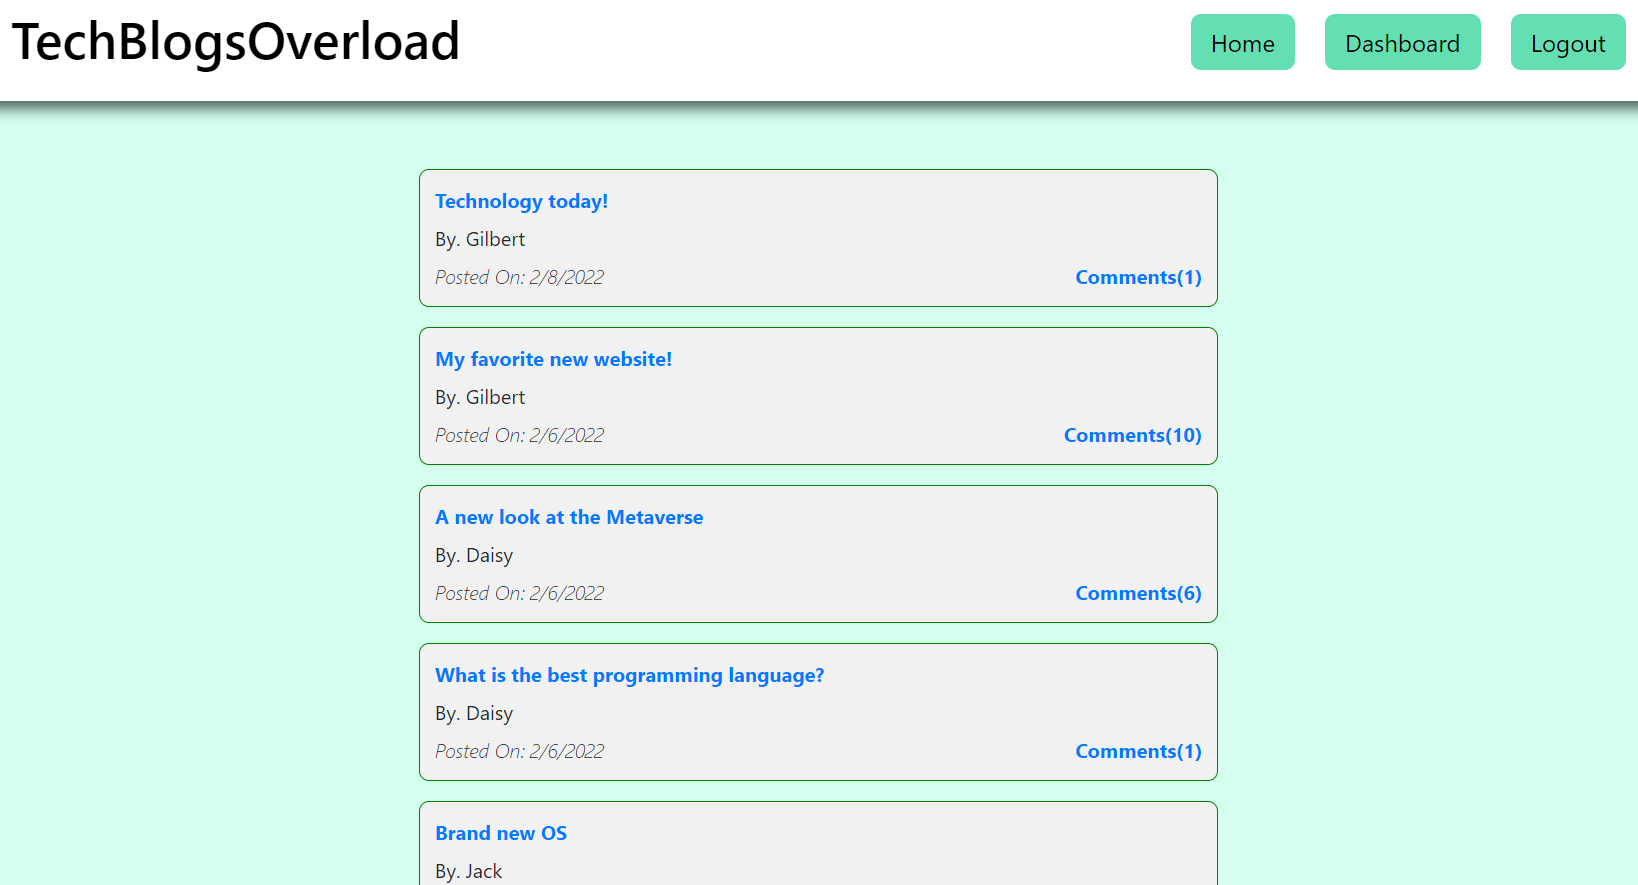 TechBlogsOverload
Home
Dashboard
Logout
Technology today!
By. Gilbert
Posted On: 2/8/2022
Comments(1)
My favorite new website!
By. Gilbert
Posted On: 2/6/2022
Comments(10)
A new look at the Metaverse
By. Daisy
Posted On: 2/6/2022
Comments(6)
What is the best programming language?
By. Daisy
Posted On: 2/6/2022
Comments(1)
Brand new OS
By. Jack